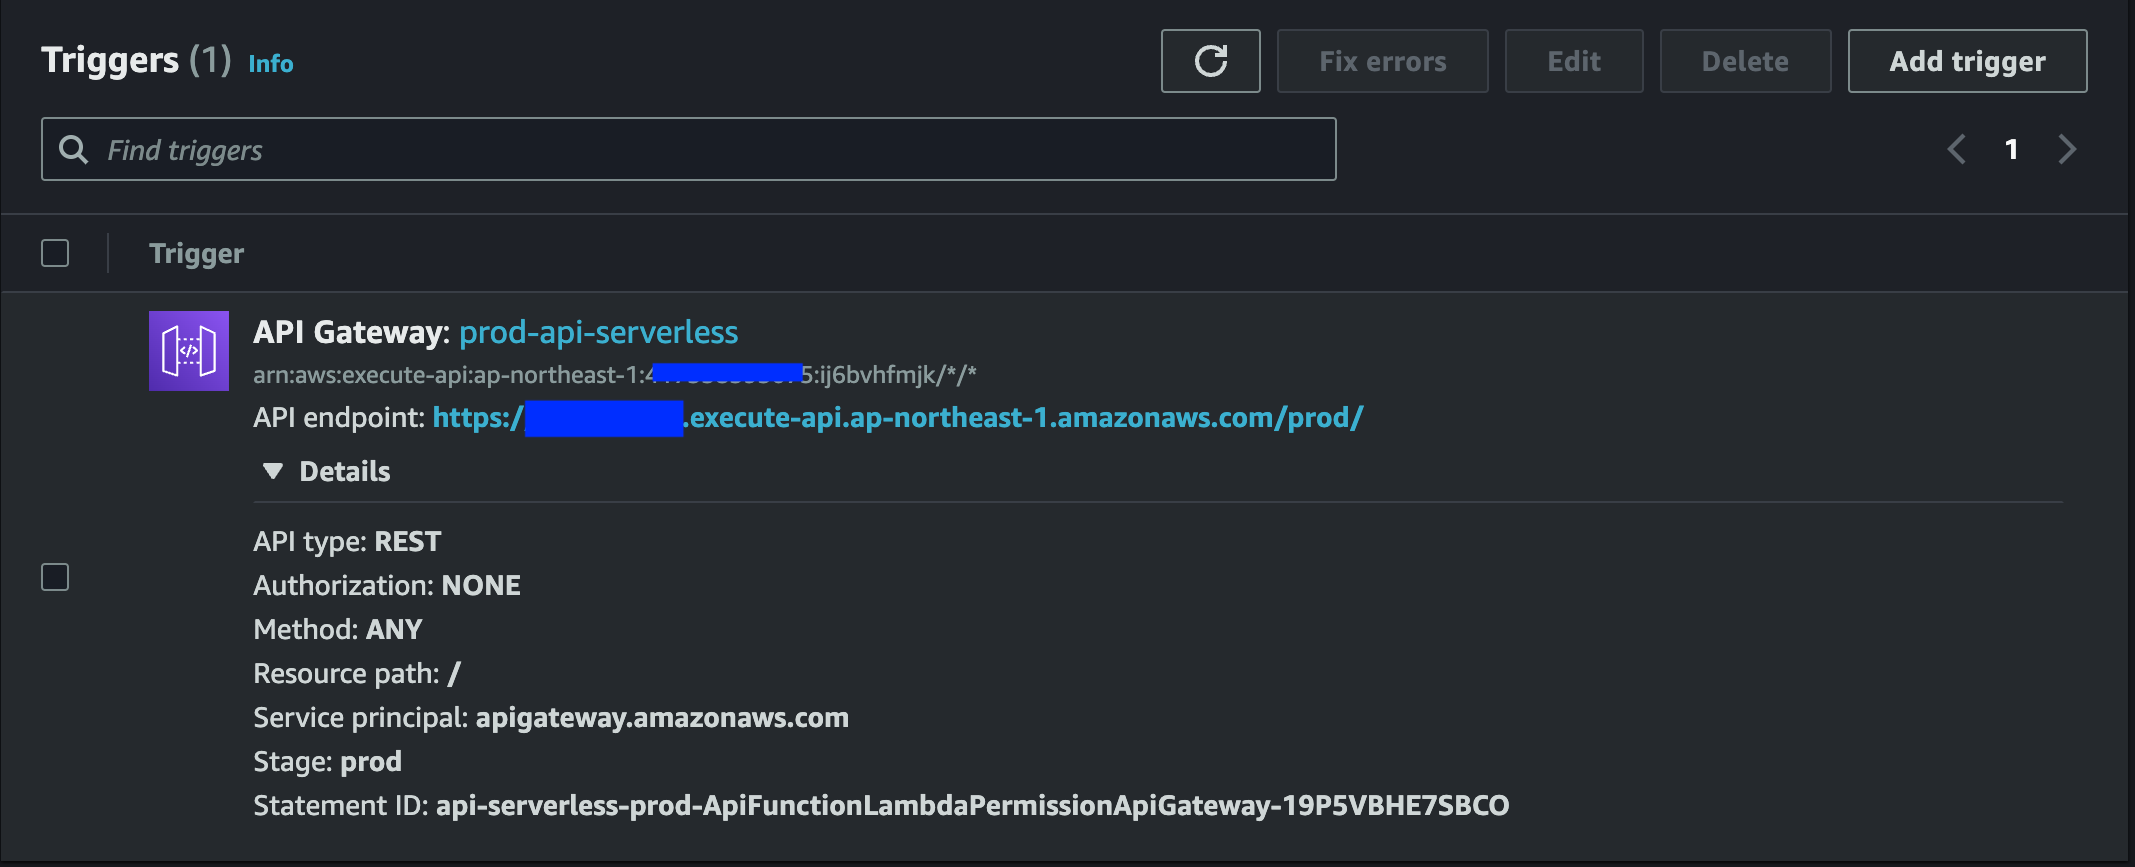 Triggers (1) Info
Fix errors
Edit
Delete
Add trigger
Find triggers
1
Trigger
API Gateway: prod-api-serverless
arn:aws:execute-api:ap-northeast-1:4 5:ij6bvhfmjk/*/*
API endpoint: https:/ .execute-api.ap-northeast-1.amazonaws.com/prod/
Details
API type: REST
Authorization: NONE
Method: ANY
Resource path: /
Service principal: apigateway.amazonaws.com
Stage: prod
Statement ID: api-serverless-prod-ApiFunctionLambdaPermissionApiGateway-19P5VBHE7SBCO